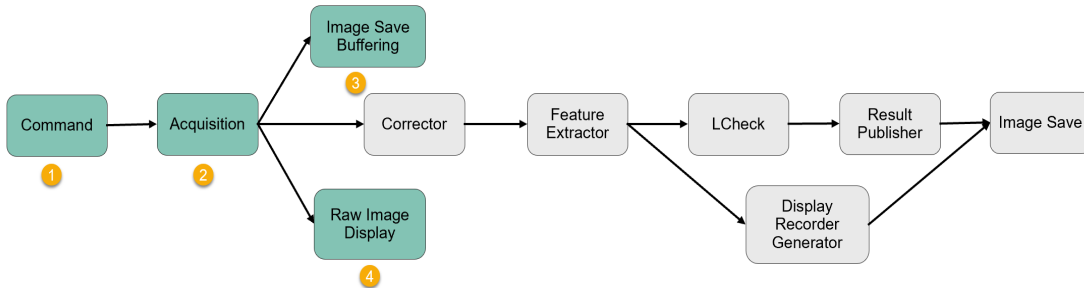 Image Save
Buffering
3
Command
1
Acquisition
2
Corrector
Feature
Extractor
LCheck
Result
Publisher
Image Save
Raw Image
Display
4
Display
Recorder
Generator